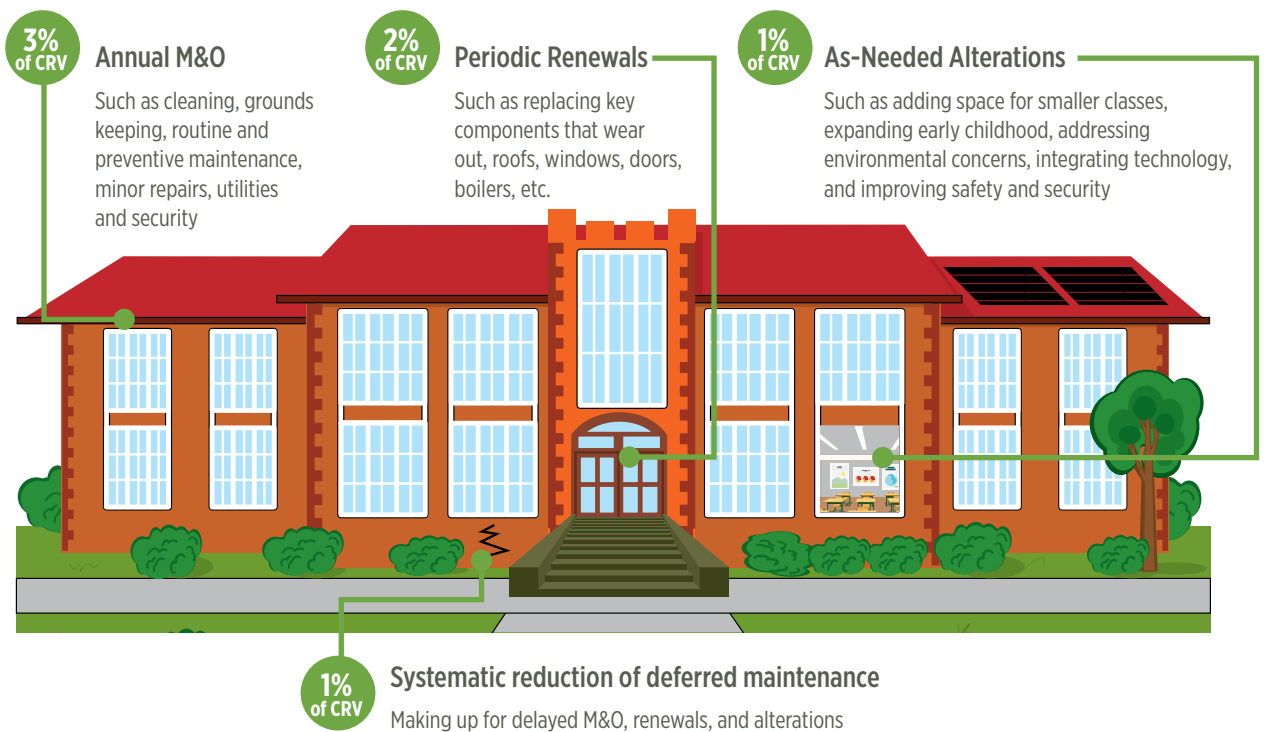 3%
of CRV
Annual M&O
Such as cleaning, grounds
keeping, routine and
preventive maintenance,
minor repairs, utilities
and security
2%
of CRV
Periodic Renewals
Such as replacing key
components that wear
out, roofs, windows, doors,
boilers, etc.
1%
of CRV
As-Needed Alterations
Such as adding space for smaller classes,
expanding early childhood, addressing
environmental concerns, integrating technology,
and improving safety and security
1%
of CRV
Systematic reduction of deferred maintenance
Making up for delayed M&O, renewals, and alterations